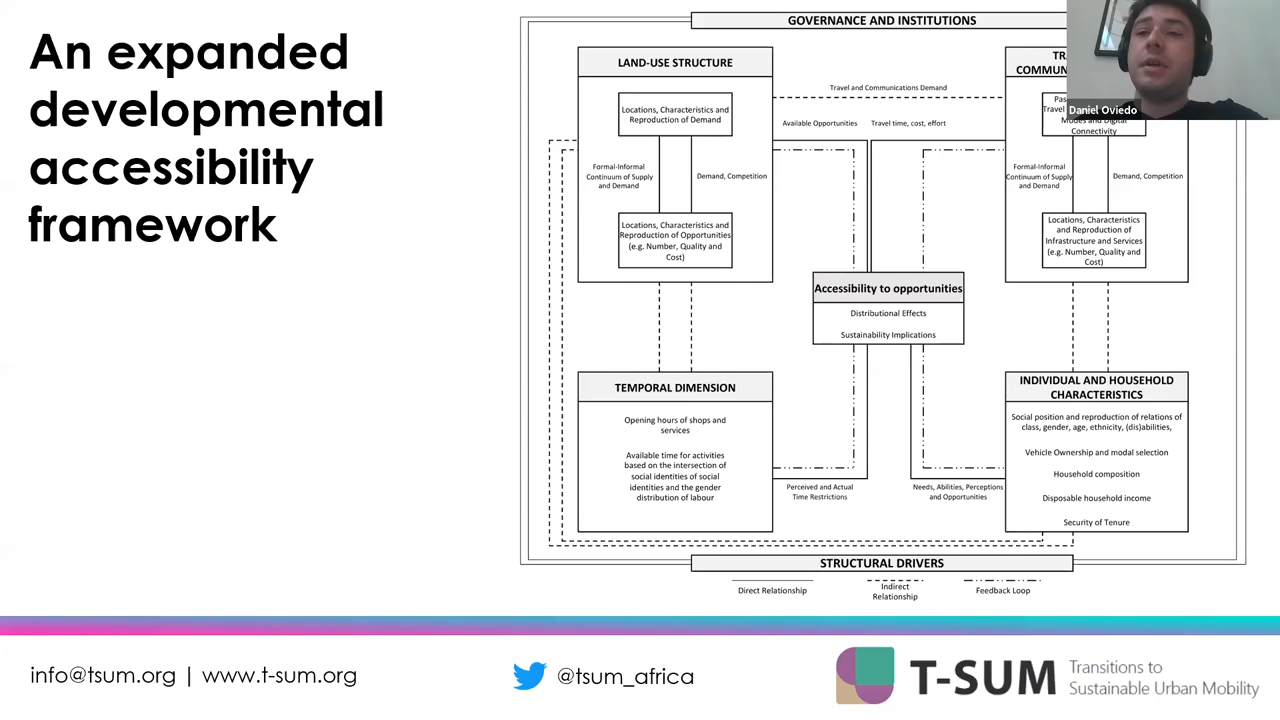 An expanded
developmental
accessibility
framework
GOVERNANCE AND INSTITUTIONS
LAND-USE STRUCTURE
Locations, Characteristics and
Reproduction of Demand
Formal-Informal
Continuum of Supply
and Demand
Demand, Competition
Locations, Characteristics and
Reproduction of Opportunities
(e.g. Number, Quality and
Cost)
Travel and Communications Demand
Available Opportunities
Travel time, cost, effort
Daniel Oviedo
Modes and Digital
Connectivity
Formal-Informal
Continuum of Supply
and Demand
Demand, Competition
Locations, Characteristics
and Reproduction of
Infrastructure and Services
(e.g. Number, Quality and
Cost)
Accessibility to opportunities
Distributional Effects
Sustainability Implications
TEMPORAL DIMENSION
Opening hours of shops and
services
Available time for activities
based on the intersection of
social identities of social
identities and the gender
distribution of labour
Perceived and Actual
Time Restrictions
Needs, Abilities, Perceptions
and Opportunities
INDIVIDUAL AND HOUSEHOLD
CHARACTERISTICS
Social position and reproduction of relations of
class, gender, age, ethnicity, (dis)abilities,
Vehicle Ownership and modal selection
Household composition
Disposable household income
Security of Tenure
STRUCTURAL DRIVERS
Direct Relationship
Indirect
Relationship
Feedback Loop
info@tsum.org | www.t-sum.org
@tsum_africa
T-SUM
Transitions to
Sustainable Urban Mobility